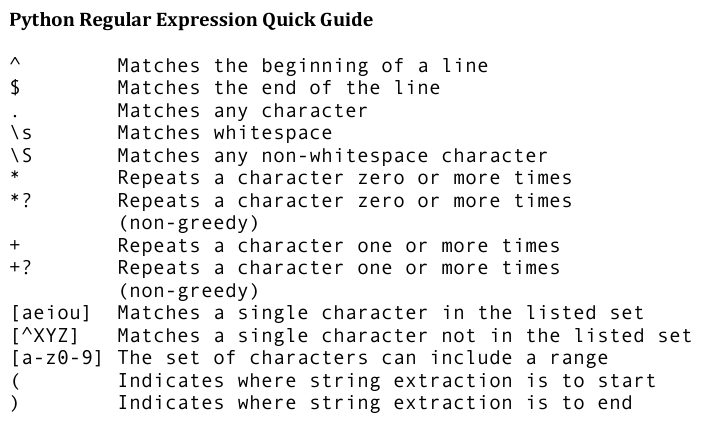 Python Regular Expression Quick Guide
^ Matches the beginning of a line
$ Matches the end of the line
. Matches any character
\s Matches whitespace
\S Matches any non-whitespace character
* Repeats a character zero or more times
*? Repeats a character zero or more times
(non-greedy)
+ Repeats a character one or more times
+? Repeats a character one or more times
(non-greedy)
[aeiou] Matches a single character in the listed set
[^XYZ] Matches a single character not in the listed set
[a-z0-9] The set of characters can include a range
( Indicates where string extraction is to start
) Indicates where string extraction is to end